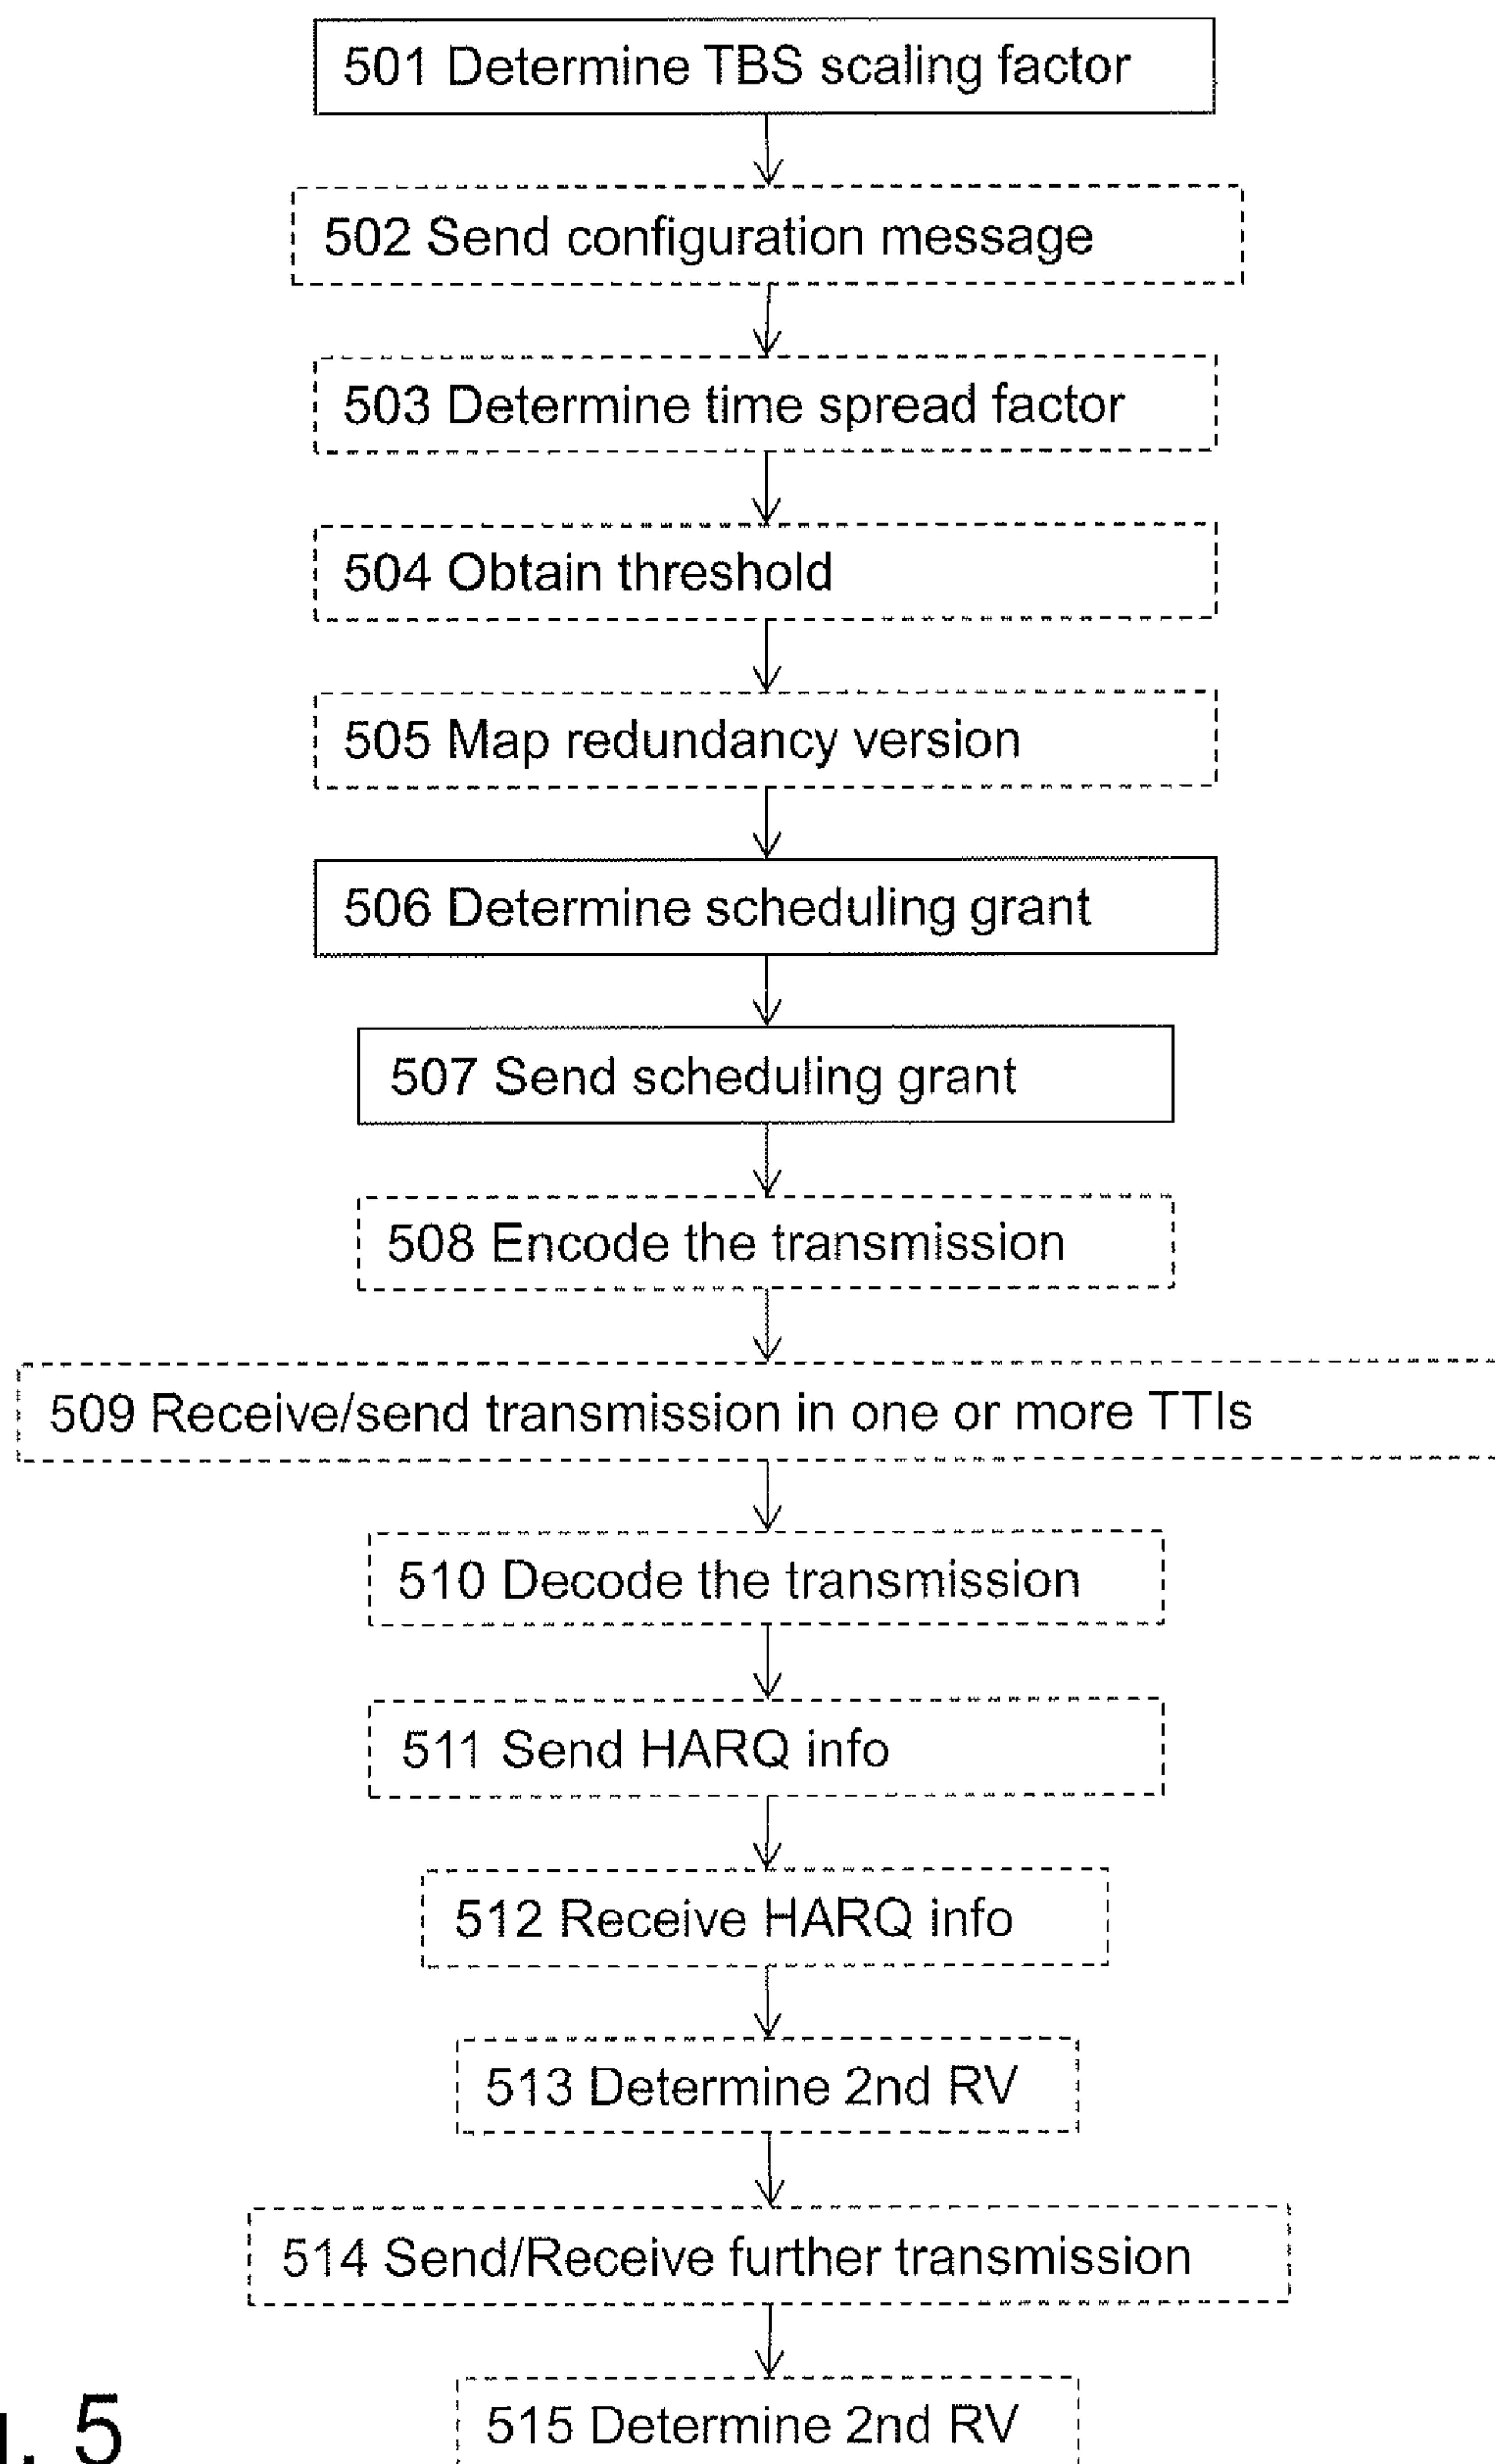 501 Determine TBS scaling factor
502 Send configuration message
503 Determine time spread factor
504 Obtain threshold
505 Map redundancy version
506 Determine scheduling grant
507 Send scheduling grant
508 Encode the transmission
509 Receive/send transmission in one or more TTIs
510 Decode the transmission
511 Send HARQ info
512 Receive HARQ info
513 Determine 2nd RV
514 Send/Receive further transmission
515 Determine 2nd RV
. 5